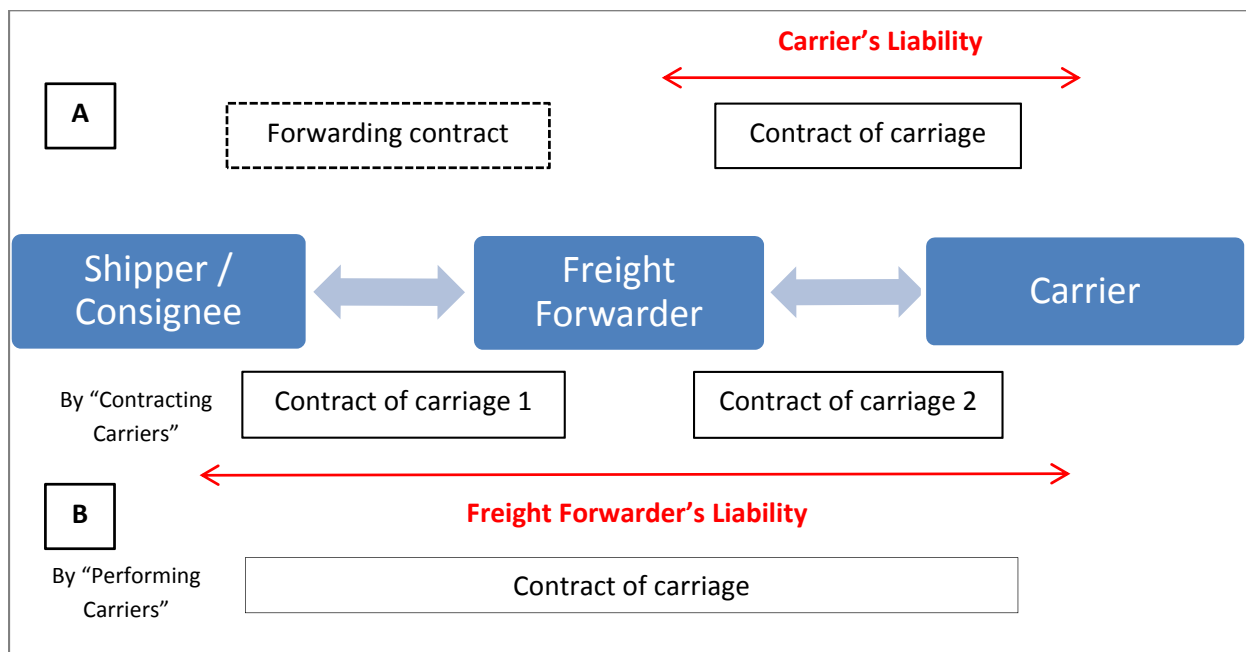 Carrier’s Liability
A
Forwarding contract
Contract of carriage
Shipper /
Consignee
Freight
Forwarder
Carrier
By “Contracting
Carriers”
Contract of carriage 1
Contract of carriage 2
B
Freight Forwarder’s Liability
By “Performing
Carriers”
Contract of carriage